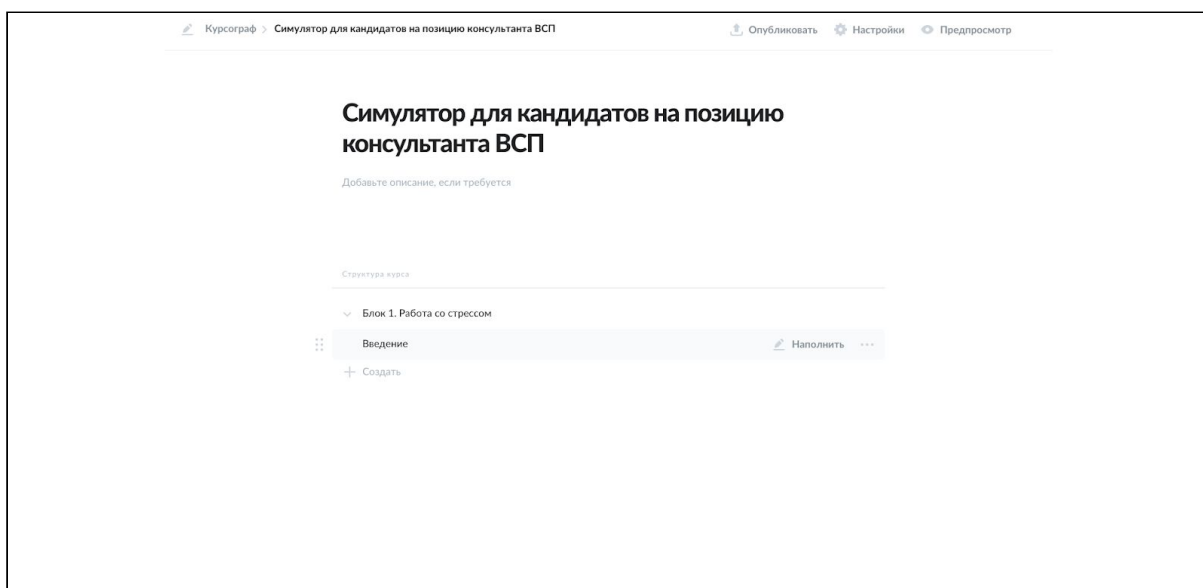 Курсограф > Симулятор для кандидатов на позицию консультанта ВСП
Опубликовать Настройки Предпросмотр
Симулятор для кандидатов на позицию
консультанта ВСП
Добавьте описание, если требуется
Структура курса
Блок 1. Работа со стрессом
Введение
Наполнить ...
+ Создать